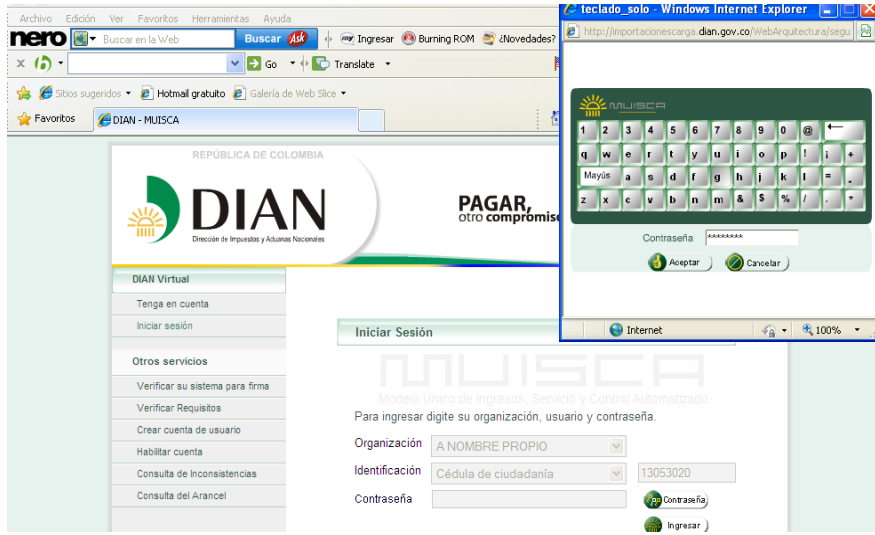 Archivo Edición Ver Favoritos Herramientas Ayuda
nero Buscar en la Web Buscar Ask my Ingresar Burning ROM ¿Novedades?
x Go Translate
Sitios sugeridos Hotmail gratuito Galería de Web Slice
Favoritos DIAN - MUISCA
REPÚBLICA DE COLOMBIA
DIAN
Dirección de Impuestos y Aduanas Nacionales
PAGAR,
otro compromiso
DIAN Virtual
Tenga en cuenta
Iniciar sesión
Otros servicios
Verificar su sistema para firma
Verificar Requisitos
Crear cuenta de usuario
Habilitar cuenta
Consulta de Inconsistencias
Consulta del Arancel
Iniciar Sesión
MUISCA
Modelo Único de Ingresos, Servicio y Control Automatizado
Para ingresar digite su organización, usuario y contraseña.
Organización A NOMBRE PROPIO
Identificación Cédula de ciudadanía 13053020
Contraseña Contraseña
Ingresar
teclado_solo - Windows Internet Explorer
http://importacionescarga.dian.gov.co/WebArquitectura/segu
MUISCA
1 2 3 4 5 6 7 8 9 0 @ ←
q w e r t y u i o p ! ¡ +
Mayús a s d f g h j k l = _
z x c v b n m & $ % / . *
Contraseña ********
Aceptar Cancelar
Internet 100%